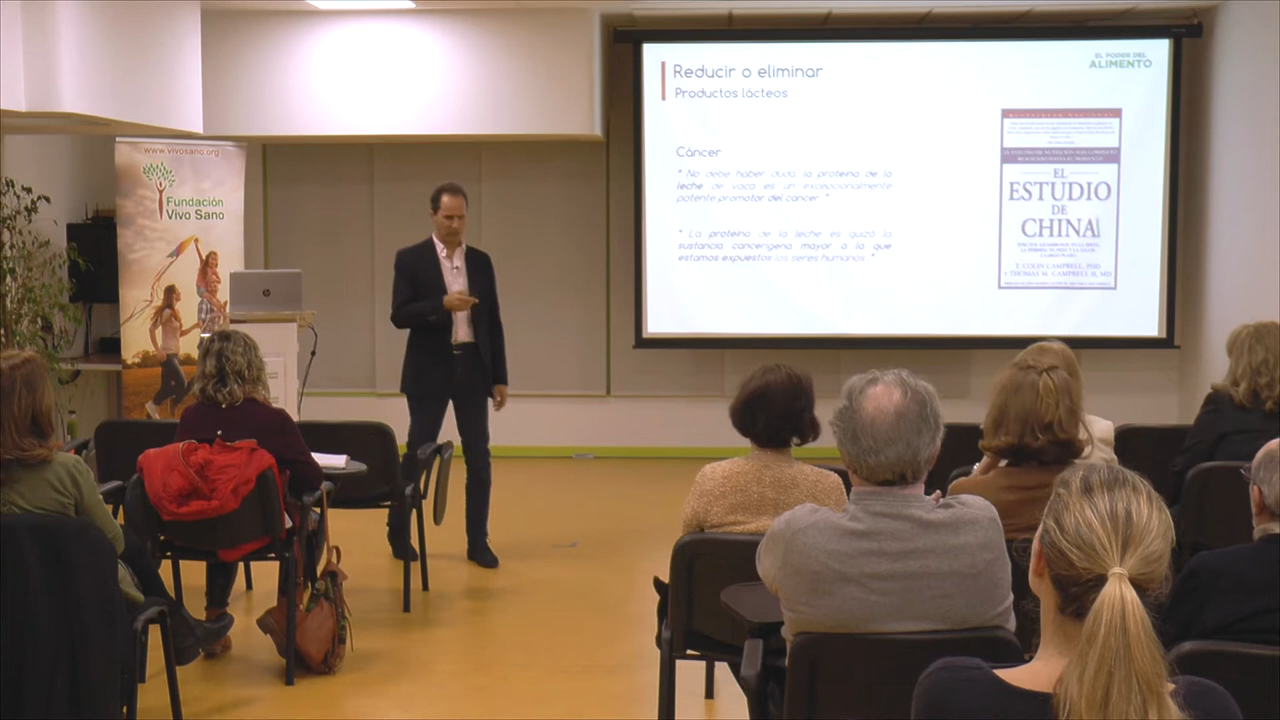 www.vivosano.org
Fundación
Vivo Sano
hp
EL PODER DEL
ALIMENTO
Reducir o eliminar
Productos lácteos
Cáncer
" No debe haber duda: la proteína de la
leche de vaca es un excepcionalmente
potente promotor del cáncer "
" La proteína de la leche es quizá la
sustancia cancerígena mayor a la que
estamos expuestos los seres humanos. "
EL
ESTUDIO
DE
CHINA
T. COLIN CAMPBELL, PHD
Y THOMAS M. CAMPBELL II, MD